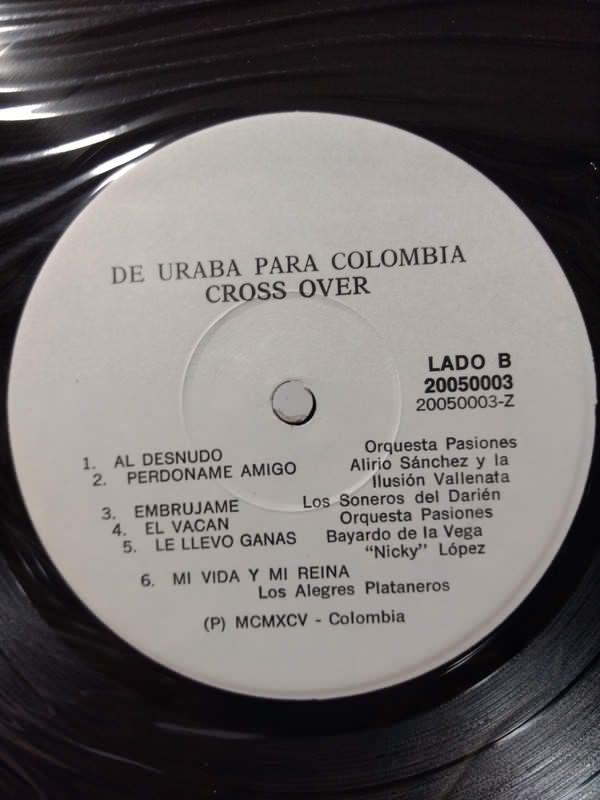 DE URABA PARA COLOMBIA
CROSS OVER
LADO B
20050003
20050003-Z
1. AL DESNUDO Orquesta Pasiones
2. PERDONAME AMIGO Alirio Sánchez y la
Ilusión Vallenata
3. EMBRUJAME Los Soneros del Darién
4. EL VACAN Orquesta Pasiones
5. LE LLEVO GANAS Bayardo de la Vega
"Nicky" López
6. MI VIDA Y MI REINA
Los Alegres Plataneros
(P) MCMXCV - Colombia